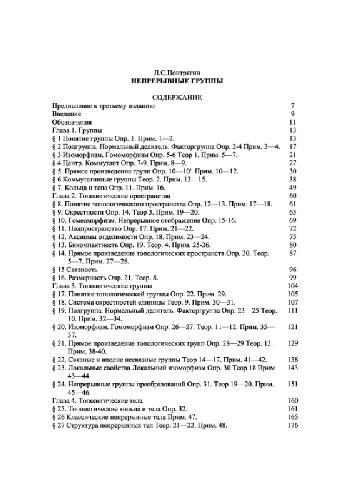 Л.С.Понтрягин
НЕПРЕРЫВНЫЕ ГРУППЫ
СОДЕРЖАНИЕ
Предисловие к третьему изданию 7
Введение 9
Обозначения 11
Глава 1. Группы 13
§ 1 Понятие группы Опр. 1. Прим. 1—2. 13
§ 2 Подгруппа. Нормальный делитель. Факторгруппа Опр. 2-4 Прим. 3—4. 17
§ 3 Изоморфизм. Гомоморфизм Опр. 5-6 Теор 1. Прим. 5—7. 21
§ 4 Центр. Коммутант Опр. 7-9. Прим. 8—9. 27
§ 5. Прямое произведение групп Опр. 10—10'. Прим. 10—12. 30
§ 6 Коммутативные группы Теор. 2. Прим. 13—15. 38
§ 7. Кольца и тела Опр. 11. Прим. 16. 49
Глава 2. Топологические пространства 60
§ 8. Понятие топологического пространства Опр. 12—13. Прим. 17—18. 61
§ 9. Окрестности Опр. 14. Теор 3. Прим. 19—20. 63
§ 10. Гомеоморфизм. Непрерывное отображение Опр. 15-16. 69
§ 11. Подпространство Опр. 17. Прим. 21—22. 72
§ 12. Аксиомы отделимости Опр. 18, Прим. 23—24. 75
§ 13. Бикомпактность Опр. 19. Теор. 4. Прим. 25-26. 80
§ 14. Прямое произведение топологических пространств Опр. 20. Теор. 87
5—7. Прим. 27—28.
§ 15 Связность 96
§ 16. Размерность Опр. 21. Теор. 8. 99
Глава 3. Топологические группы 104
§ 17. Понятие топологической группы Опр. 22 Прим. 29. 105
§ 18. Система окрестностей единицы Теор. 9. Прим. 30—31. 107
§ 19. Подгруппа. Нормальный делитель. Факторгруппа Опр. 23—25 Теор. 111
10. Прим. 32—34.
§ 20. Изоморфизм. Гомоморфизм Опр. 26—27. Теор. 11—12. Прим. 35— 121
37.
§ 21. Прямое произведение топологических групп Опр. 28—29 Теор. 13. 129
Прим. 38-40.
§ 22. Связные и вполне несвязные группы Теор 14—17, Прим. 41—42. 138
§ 23. Локальные свойства Локальный изоморфизм Опр. 30 Теор 18 Прим 143
43—44.
§ 24. Непрерывные группы преобразований Опр. 31. Теор 19—20. Прим. 151
45—46.
Глава 4. Топологические тела 160
§ 25. Топологические кольца и тела Опр. 32. 161
§ 26 Классические непрерывные тела Прим. 47. 165
§ 27 Структура непрерывных тел Теор. 21—22. Прим. 48. 176